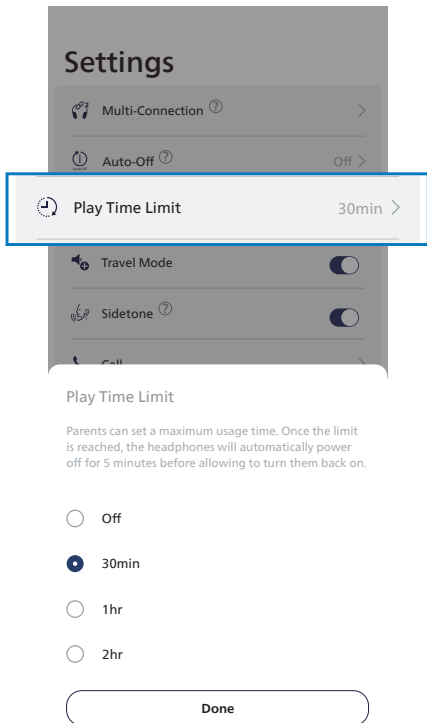 Settings
Multi-Connection ?
Auto-Off ? Off
Play Time Limit 30min
Travel Mode
Sidetone ?
Call
Play Time Limit
Parents can set a maximum usage time. Once the limit
is reached, the headphones will automatically power
off for 5 minutes before allowing to turn them back on.
Off
30min
1hr
2hr
Done